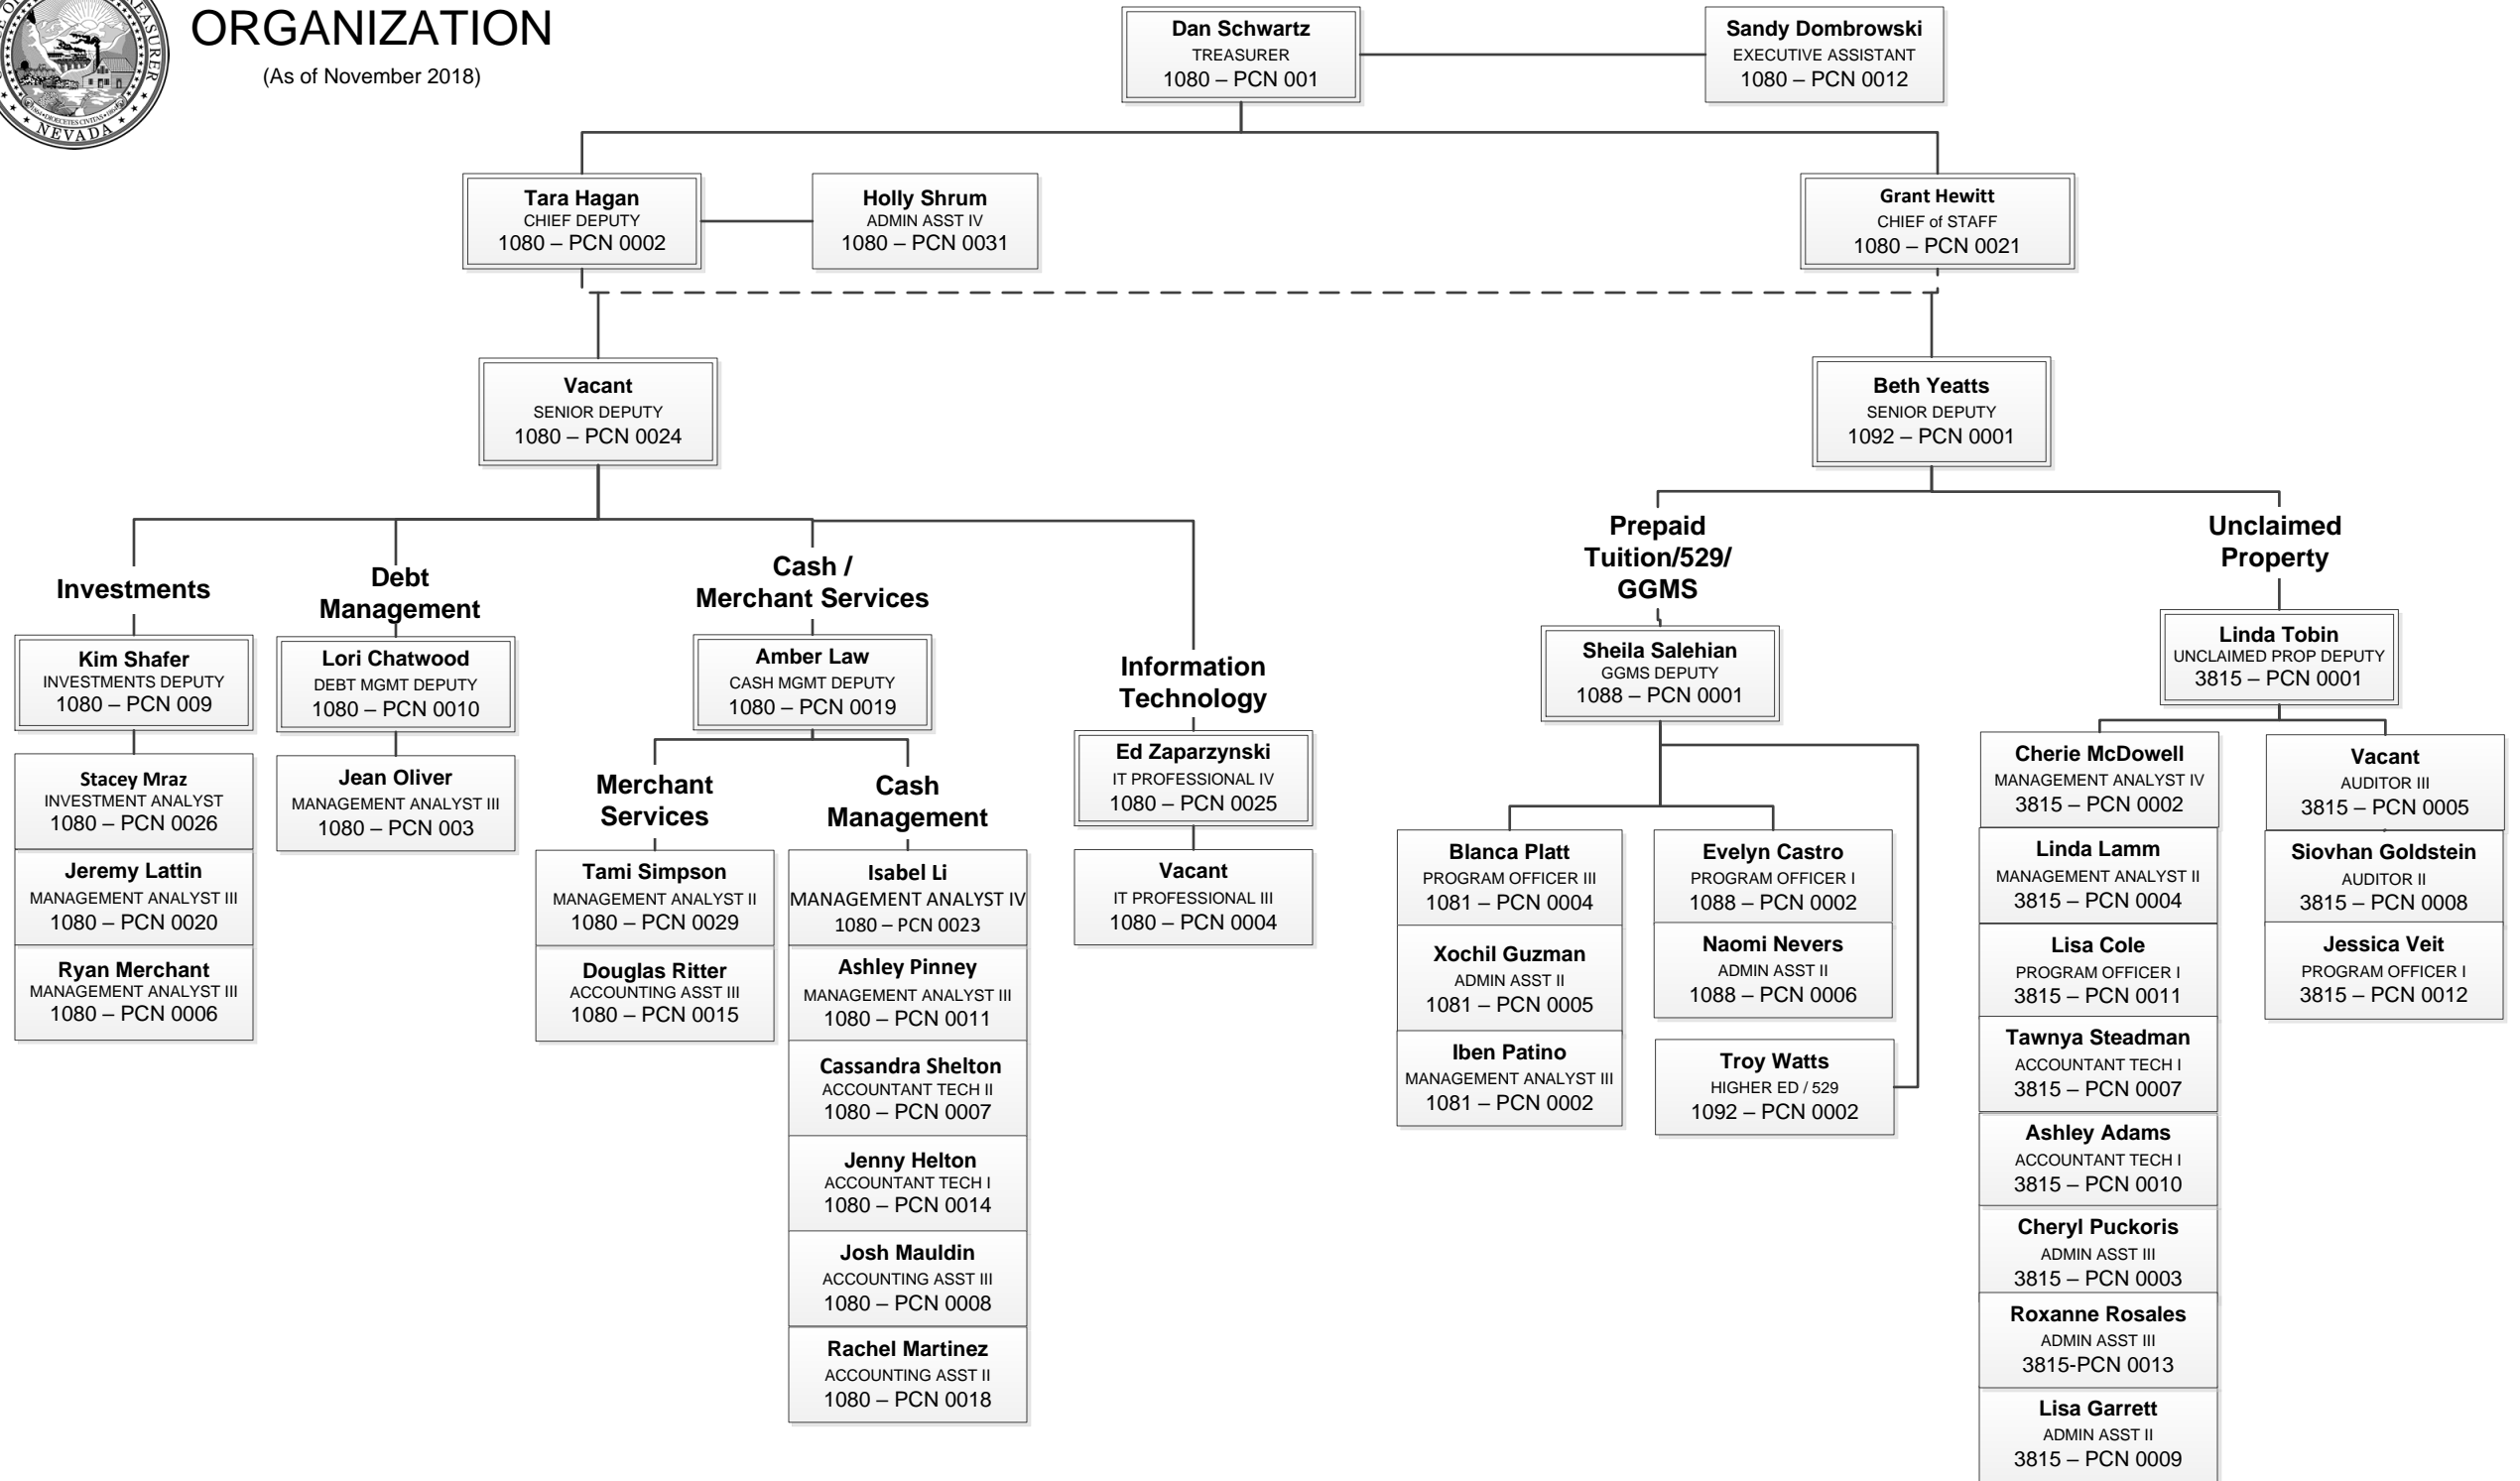 ORGANIZATION
(As of November 2018)
NEVADA
Dan Schwartz
TREASURER
1080 – PCN 001
Sandy Dombrowski
EXECUTIVE ASSISTANT
1080 – PCN 0012
Tara Hagan
CHIEF DEPUTY
1080 – PCN 0002
Holly Shrum
ADMIN ASST IV
1080 – PCN 0031
Grant Hewitt
CHIEF of STAFF
1080 – PCN 0021
Vacant
SENIOR DEPUTY
1080 – PCN 0024
Beth Yeatts
SENIOR DEPUTY
1092 – PCN 0001
Investments
Kim Shafer
INVESTMENTS DEPUTY
1080 – PCN 009
Stacey Mraz
INVESTMENT ANALYST
1080 – PCN 0026
Jeremy Lattin
MANAGEMENT ANALYST III
1080 – PCN 0020
Ryan Merchant
MANAGEMENT ANALYST III
1080 – PCN 0006
Debt
Management
Lori Chatwood
DEBT MGMT DEPUTY
1080 – PCN 0010
Jean Oliver
MANAGEMENT ANALYST III
1080 – PCN 003
Cash /
Merchant Services
Amber Law
CASH MGMT DEPUTY
1080 – PCN 0019
Merchant
Services
Tami Simpson
MANAGEMENT ANALYST II
1080 – PCN 0029
Douglas Ritter
ACCOUNTING ASST III
1080 – PCN 0015
Cash
Management
Isabel Li
MANAGEMENT ANALYST IV
1080 – PCN 0023
Ashley Pinney
MANAGEMENT ANALYST III
1080 – PCN 0011
Cassandra Shelton
ACCOUNTANT TECH II
1080 – PCN 0007
Jenny Helton
ACCOUNTANT TECH I
1080 – PCN 0014
Josh Mauldin
ACCOUNTING ASST III
1080 – PCN 0008
Rachel Martinez
ACCOUNTING ASST II
1080 – PCN 0018
Information
Technology
Ed Zaparzynski
IT PROFESSIONAL IV
1080 – PCN 0025
Vacant
IT PROFESSIONAL III
1080 – PCN 0004
Prepaid
Tuition/529/
GGMS
Sheila Salehian
GGMS DEPUTY
1088 – PCN 0001
Blanca Platt
PROGRAM OFFICER III
1081 – PCN 0004
Xochil Guzman
ADMIN ASST II
1081 – PCN 0005
Iben Patino
MANAGEMENT ANALYST III
1081 – PCN 0002
Evelyn Castro
PROGRAM OFFICER I
1088 – PCN 0002
Naomi Nevers
ADMIN ASST II
1088 – PCN 0006
Troy Watts
HIGHER ED / 529
1092 – PCN 0002
Unclaimed
Property
Linda Tobin
UNCLAIMED PROP DEPUTY
3815 – PCN 0001
Cherie McDowell
MANAGEMENT ANALYST IV
3815 – PCN 0002
Linda Lamm
MANAGEMENT ANALYST II
3815 – PCN 0004
Lisa Cole
PROGRAM OFFICER I
3815 – PCN 0011
Tawnya Steadman
ACCOUNTANT TECH I
3815 – PCN 0007
Ashley Adams
ACCOUNTANT TECH I
3815 – PCN 0010
Cheryl Puckoris
ADMIN ASST III
3815 – PCN 0003
Roxanne Rosales
ADMIN ASST III
3815-PCN 0013
Lisa Garrett
ADMIN ASST II
3815 – PCN 0009
Vacant
AUDITOR III
3815 – PCN 0005
Siovhan Goldstein
AUDITOR II
3815 – PCN 0008
Jessica Veit
PROGRAM OFFICER I
3815 – PCN 0012